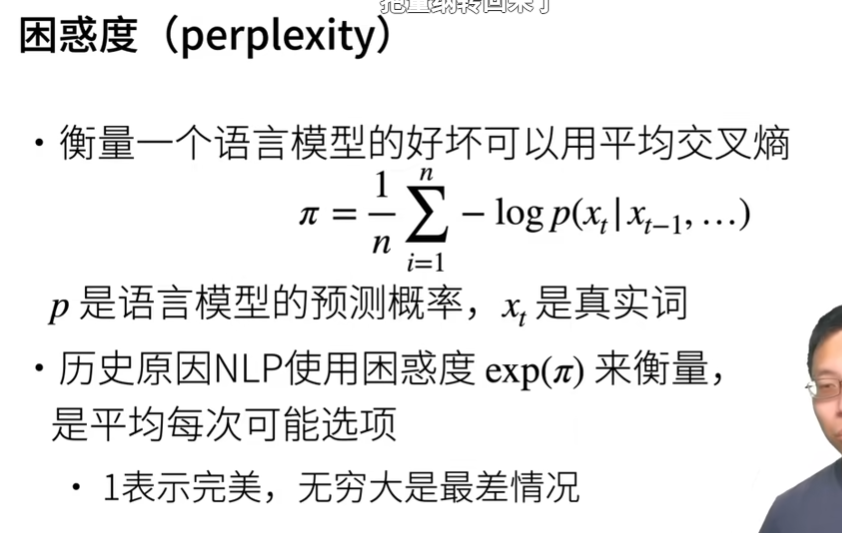 困惑度（perplexity）
• 衡量一个语言模型的好坏可以用平均交叉熵
π = \frac{1}{n} \sum_{i=1}^{n} − log p(x_t | x_{t−1}, …)
p 是语言模型的预测概率，x_t 是真实词
• 历史原因NLP使用困惑度 exp(π) 来衡量，
是平均每次可能选项
• 1表示完美，无穷大是最差情况